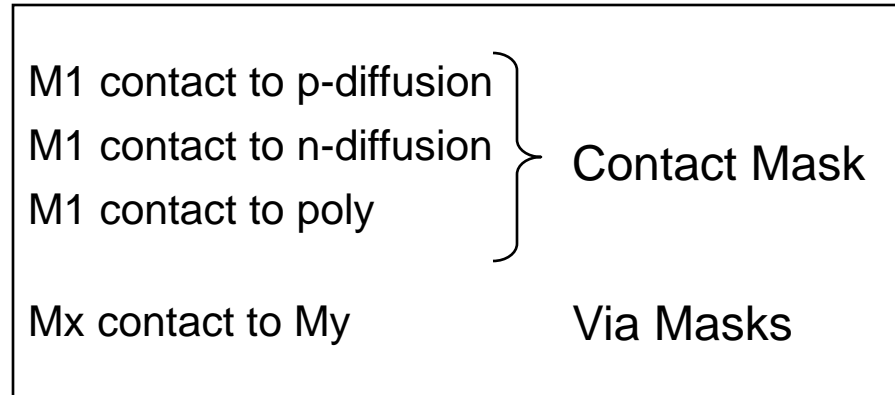 M1 contact to p-diffusion
M1 contact to n-diffusion
M1 contact to poly
Contact Mask
Mx contact to My
Via Masks